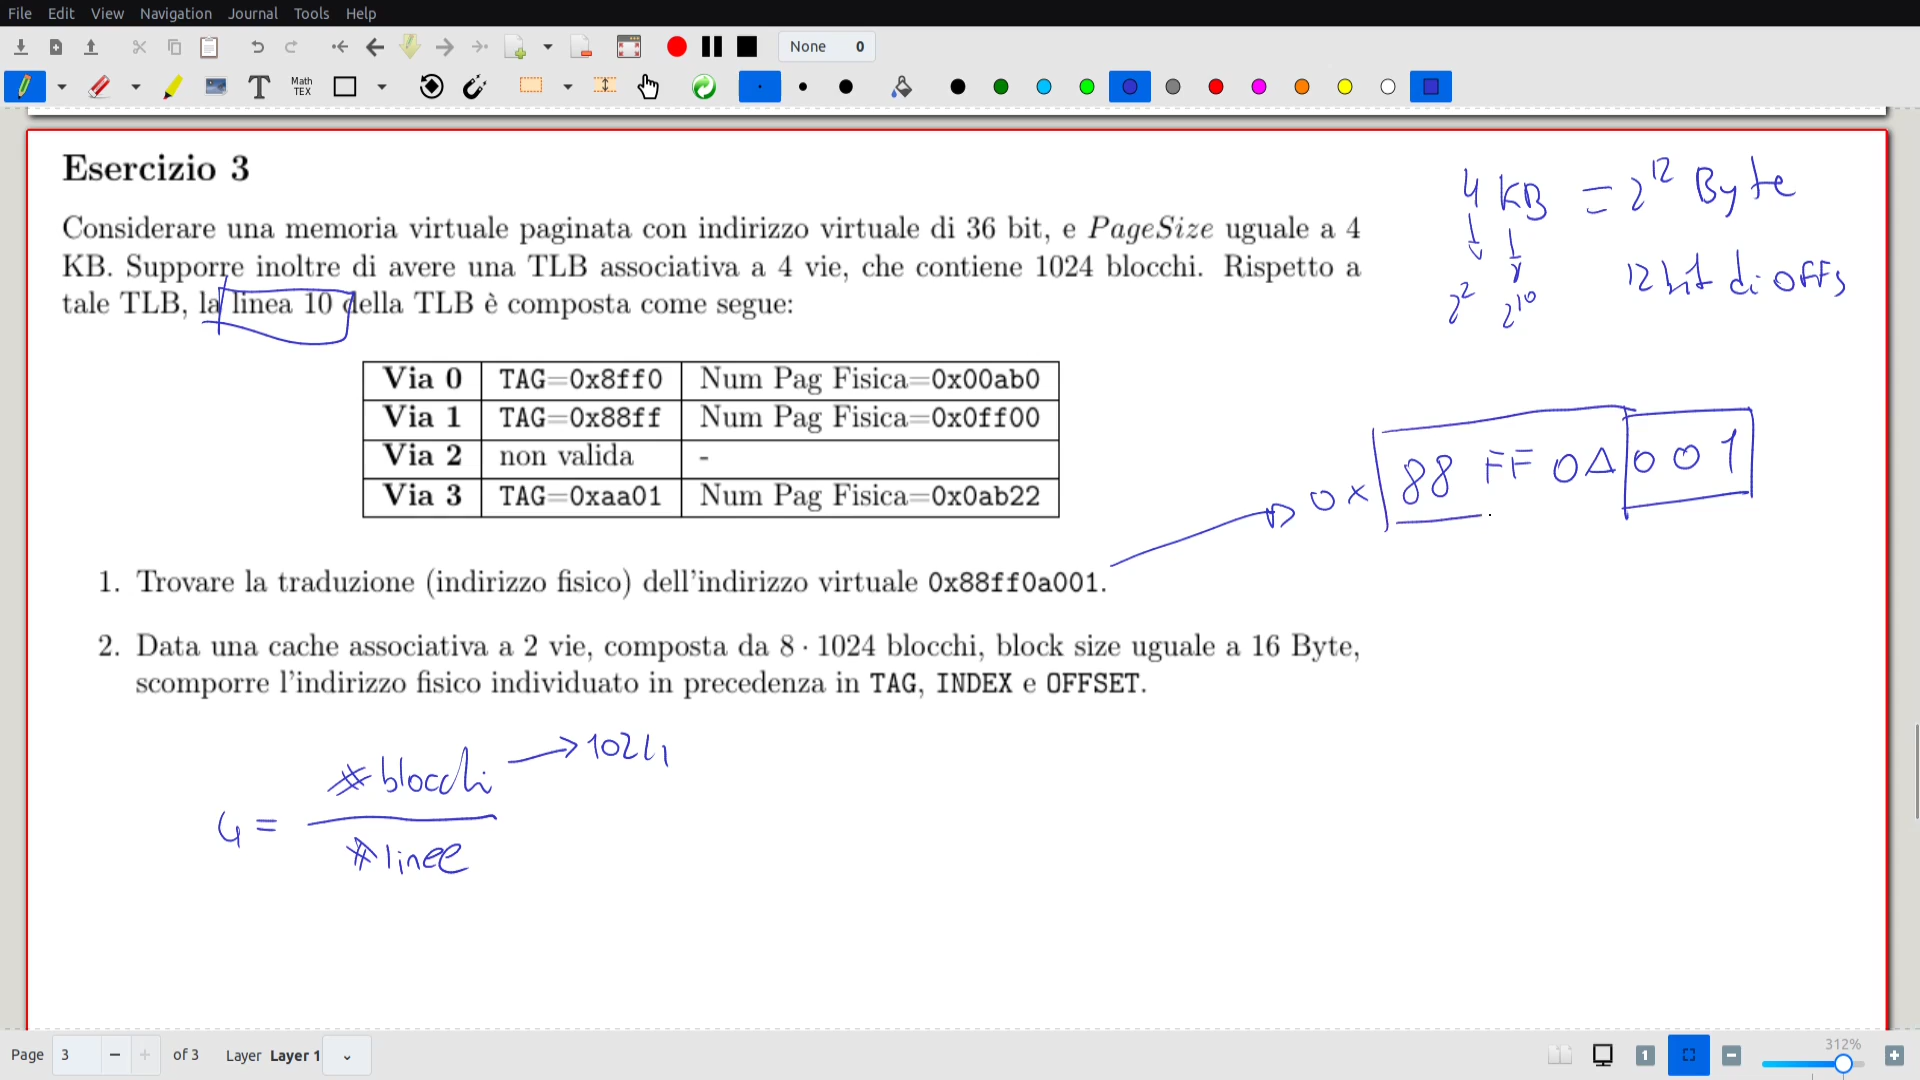 File Edit View Navigation Journal Tools Help
None 0
Math TEX
Esercizio 3
Considerare una memoria virtuale paginata con indirizzo virtuale di 36 bit, e PageSize uguale a 4
KB. Supporre inoltre di avere una TLB associativa a 4 vie, che contiene 1024 blocchi. Rispetto a
tale TLB, la linea 10 della TLB è composta come segue:
Via 0 TAG=0x8ff0 Num Pag Fisica=0x00ab0
Via 1 TAG=0x88ff Num Pag Fisica=0x0ff00
Via 2 non valida -
Via 3 TAG=0xaa01 Num Pag Fisica=0x0ab22
1. Trovare la traduzione (indirizzo fisico) dell'indirizzo virtuale 0x88ff0a001.
2. Data una cache associativa a 2 vie, composta da 8 · 1024 blocchi, block size uguale a 16 Byte,
scomporre l'indirizzo fisico individuato in precedenza in TAG, INDEX e OFFSET.
4 KB = 2^12 Byte
2^2 2^10
12 bit di OFFS
0x 88 FF 0A 001
4 = #blocchi → 1024
#linee
Page 3 of 3 Layer Layer 1
1
312%